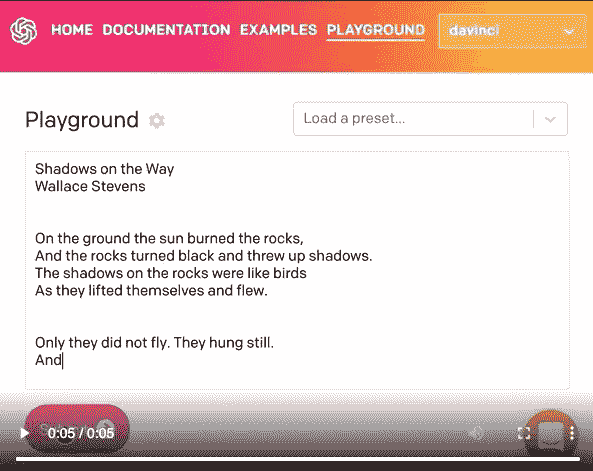 HOME DOCUMENTATION EXAMPLES PLAYGROUND davinci
Playground Load a preset...
Shadows on the Way
Wallace Stevens
On the ground the sun burned the rocks,
And the rocks turned black and threw up shadows.
The shadows on the rocks were like birds
As they lifted themselves and flew.
Only they did not fly. They hung still.
And
0:05 / 0:05